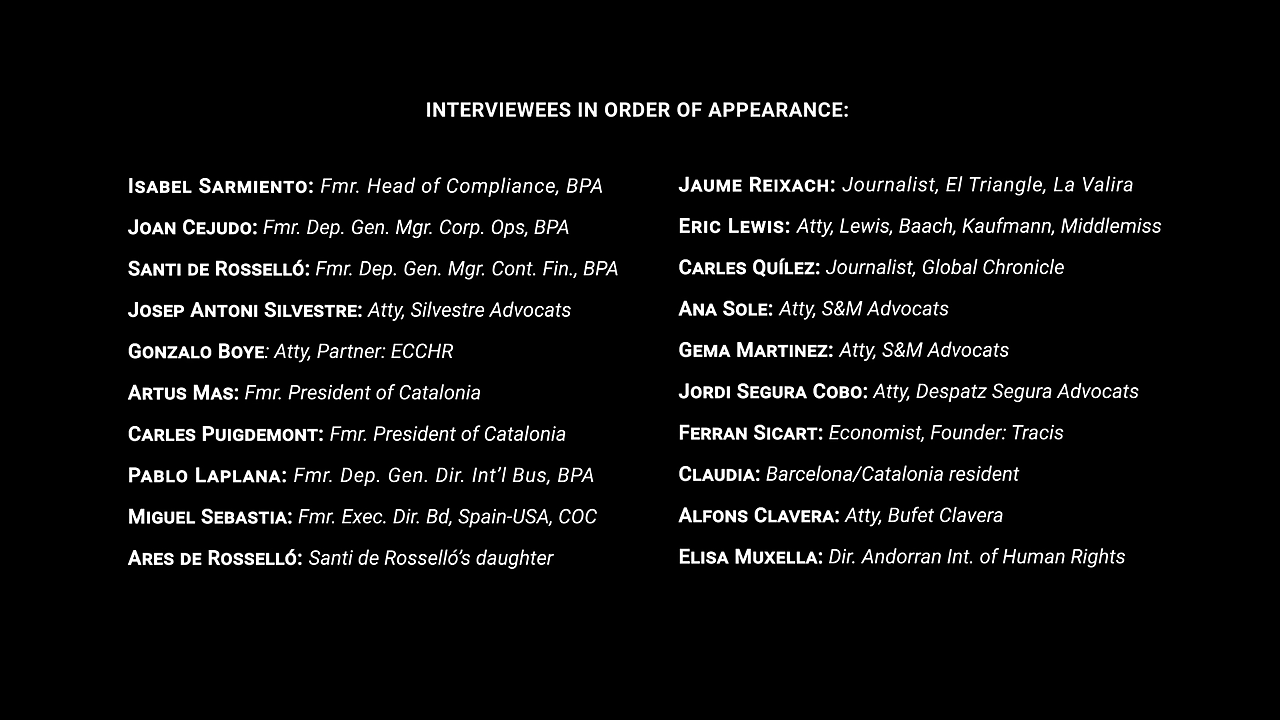 INTERVIEWEES IN ORDER OF APPEARANCE:
ISABEL SARMIENTO: Fmr. Head of Compliance, BPA
JOAN CEJUDO: Fmr. Dep. Gen. Mgr. Corp. Ops, BPA
SANTI DE ROSSELLÓ: Fmr. Dep. Gen. Mgr. Cont. Fin., BPA
JOSEP ANTONI SILVESTRE: Atty, Silvestre Advocats
GONZALO BOYE: Atty, Partner: ECCHR
ARTUS MAS: Fmr. President of Catalonia
CARLES PUIGDEMONT: Fmr. President of Catalonia
PABLO LAPLANA: Fmr. Dep. Gen. Dir. Int'l Bus, BPA
MIGUEL SEBASTIA: Fmr. Exec. Dir. Bd, Spain-USA, COC
ARES DE ROSSELLÓ: Santi de Rosselló's daughter
JAUME REIXACH: Journalist, El Triangle, La Valira
ERIC LEWIS: Atty, Lewis, Baach, Kaufmann, Middlemiss
CARLES QUÍLEZ: Journalist, Global Chronicle
ANA SOLE: Atty, S&M Advocats
GEMA MARTINEZ: Atty, S&M Advocats
JORDI SEGURA COBO: Atty, Despatz Segura Advocats
FERRAN SICART: Economist, Founder: Tracis
CLAUDIA: Barcelona/Catalonia resident
ALFONS CLAVERA: Atty, Bufet Clavera
ELISA MUXELLA: Dir. Andorran Int. of Human Rights